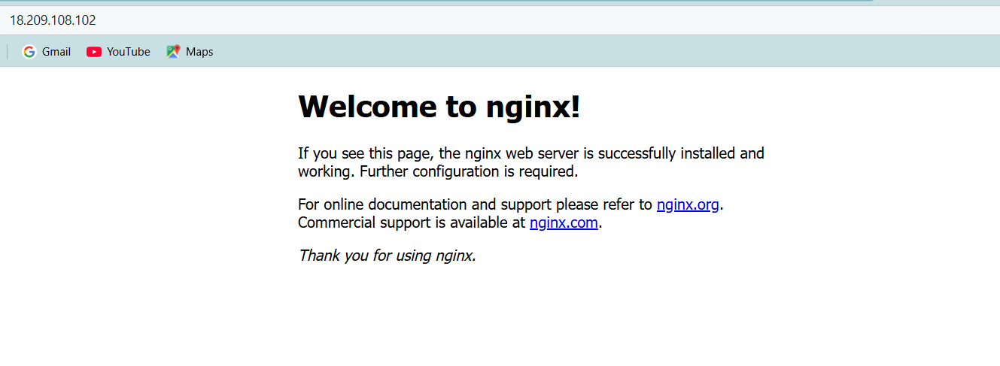 18.209.108.102
Gmail YouTube Maps
Welcome to nginx!
If you see this page, the nginx web server is successfully installed and
working. Further configuration is required.
For online documentation and support please refer to nginx.org.
Commercial support is available at nginx.com.
Thank you for using nginx.